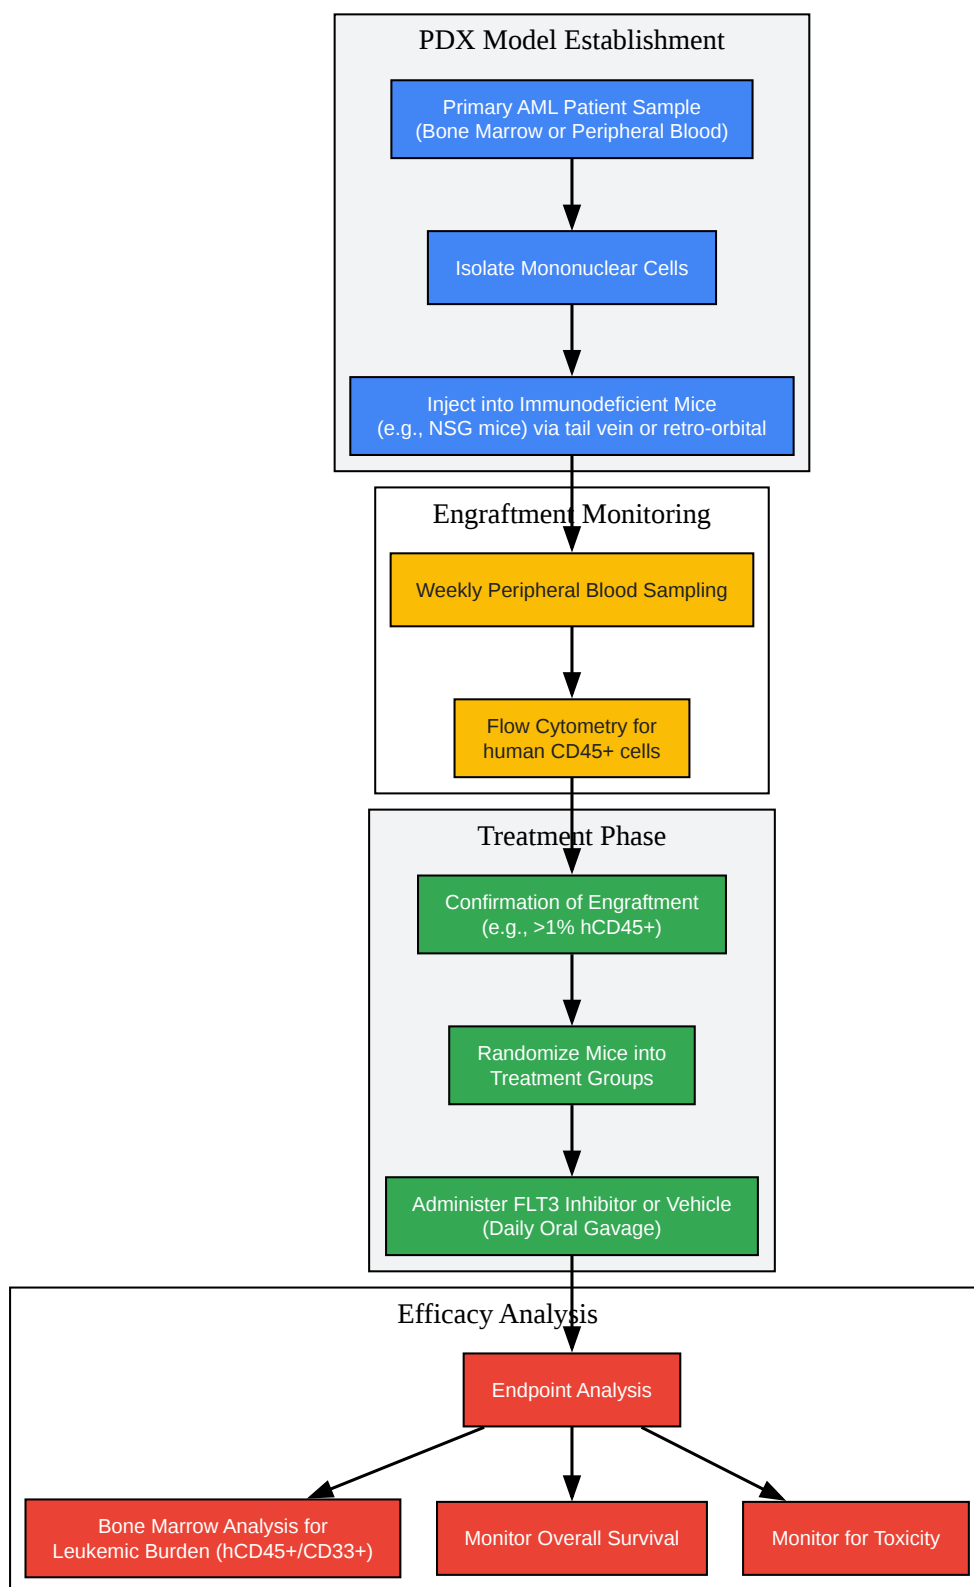 PDX Model Establishment
Primary AML Patient Sample
(Bone Marrow or Peripheral Blood)
Isolate Mononuclear Cells
Inject into Immunodeficient Mice
(e.g., NSG mice) via tail vein or retro-orbital
Engraftment Monitoring
Weekly Peripheral Blood Sampling
Flow Cytometry for
human CD45+ cells
Treatment Phase
Confirmation of Engraftment
(e.g., >1% hCD45+)
Randomize Mice into
Treatment Groups
Administer FLT3 Inhibitor or Vehicle
(Daily Oral Gavage)
Efficacy Analysis
Endpoint Analysis
Bone Marrow Analysis for
Leukemic Burden (hCD45+/CD33+)
Monitor Overall Survival
Monitor for Toxicity